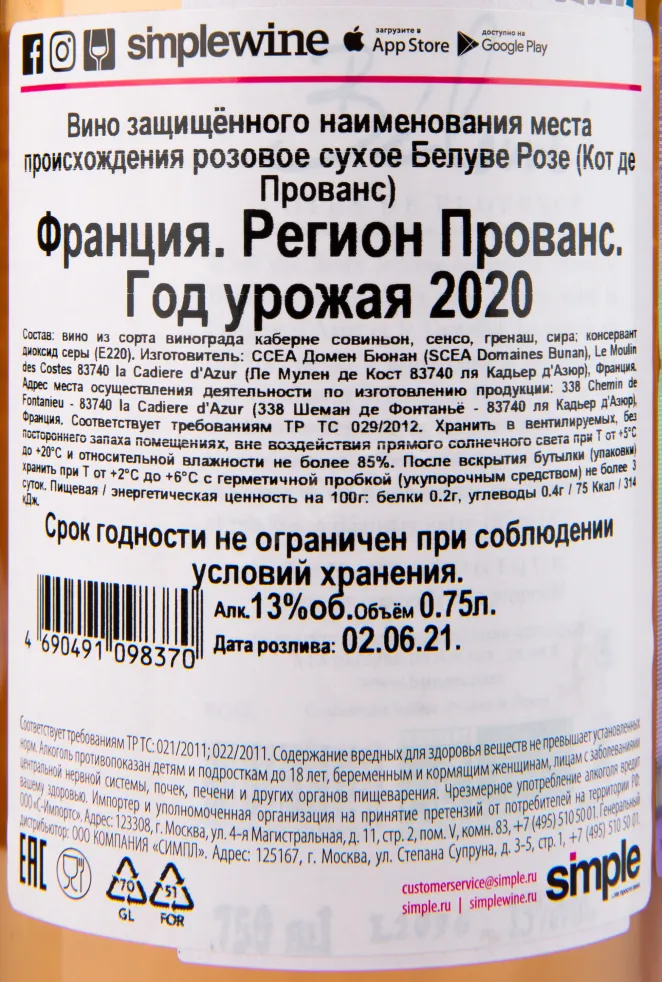 simplewine загрузите в App Store доступно на Google Play
Вино защищённого наименования места
происхождения розовое сухое Белуве Розе (Кот де
Прованс)
Франция. Регион Прованс.
Год урожая 2020
Состав: вино из сорта винограда каберне совиньон, сенсо, гренаш, сира; консервант
диоксид серы (Е220). Изготовитель: ССЕА Домен Бюнан (SCEA Domaines Bunan), Le Moulin
des Costes 83740 la Cadiere d'Azur (Ле Мулен де Кост 83740 ля Кадьер д'Азюр), Франция.
Адрес места осуществления деятельности по изготовлению продукции: 338 Chemin de
Fontanieu - 83740 la Cadiere d'Azur (338 Шеман де Фонтаньё - 83740 ля Кадьер д'Азюр),
Франция. Соответствует требованиям ТР ТС 029/2012. Хранить в вентилируемых, без
постороннего запаха помещениях, вне воздействия прямого солнечного света при Т от +5°С
до +20°С и относительной влажности не более 85%. После вскрытия бутылки (упаковки)
хранить при Т от +2°С до +6°С с герметичной пробкой (укупорочным средством) не более 3
суток. Пищевая / энергетическая ценность на 100г: белки 0.2г, углеводы 0.4г / 75 Ккал / 314
кДж.
Срок годности не ограничен при соблюдении
условий хранения.
Алк.13%об.Объём 0.75л.
Дата розлива: 02.06.21.
4 690491 098370
Соответствует требованиям ТР ТС: 021/2011; 022/2011. Содержание вредных для здоровья веществ не превышает установленных
норм. Алкоголь противопоказан детям и подросткам до 18 лет, беременным и кормящим женщинам, лицам с заболеваниями
центральной нервной системы, почек, печени и других органов пищеварения. Чрезмерное употребление алкоголя вредит
вашему здоровью. Импортер и уполномоченная организация на принятие претензий от потребителей на территории РФ:
ООО «С-Импортс» Адрес: 123308, г. Москва, ул. 4-я Магистральная, д. 11, стр. 2, пом. V, комн. 83, +7 (495) 510 50 01. Генеральный
дистрибьютор: ООО КОМПАНИЯ «СИМПЛ». Адрес: 125167, г. Москва, ул. Степана Супруна, д. 3-5, стр. 1, +7 (495) 510 50 01.
EAC
70
GL
51
FOR
customerservice@simple.ru
simple.ru | simplewine.ru
simple